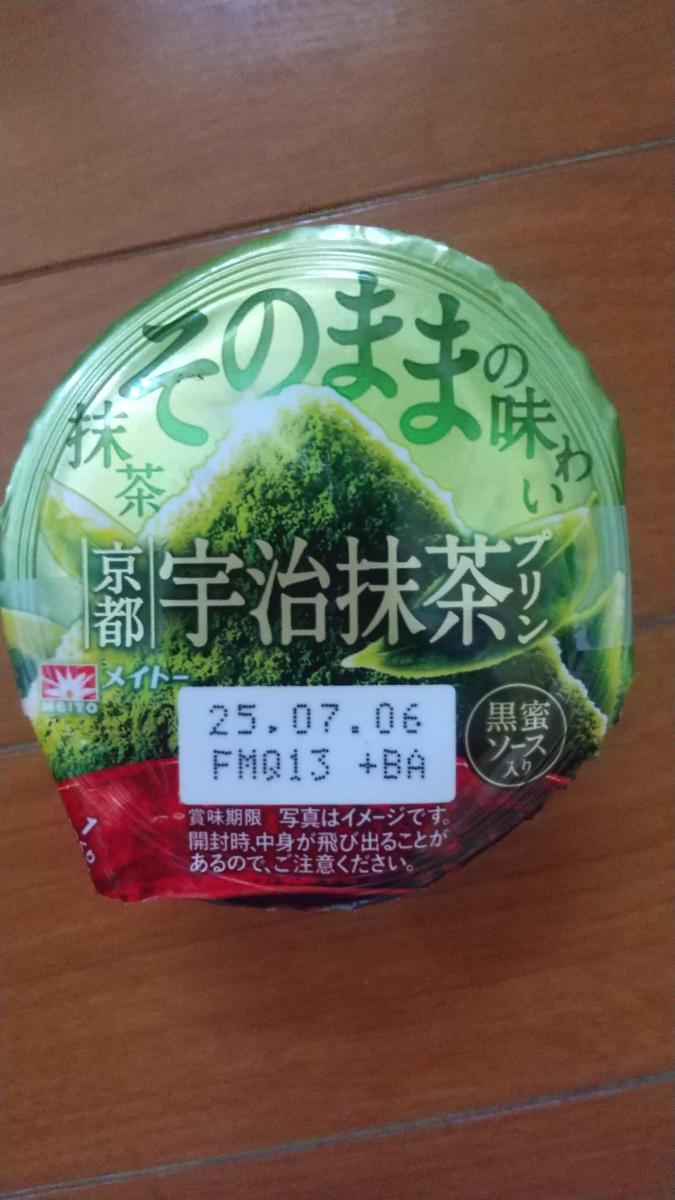 抹茶そのままの味わい
京都
宇治抹茶プリン
MEITO
メイトー
25.07.06
FMQ13 +BA
黒蜜
ソース
入り
賞味期限 写真はイメージです。
開封時、中身が飛び出ることが
あるので、ご注意ください。
1